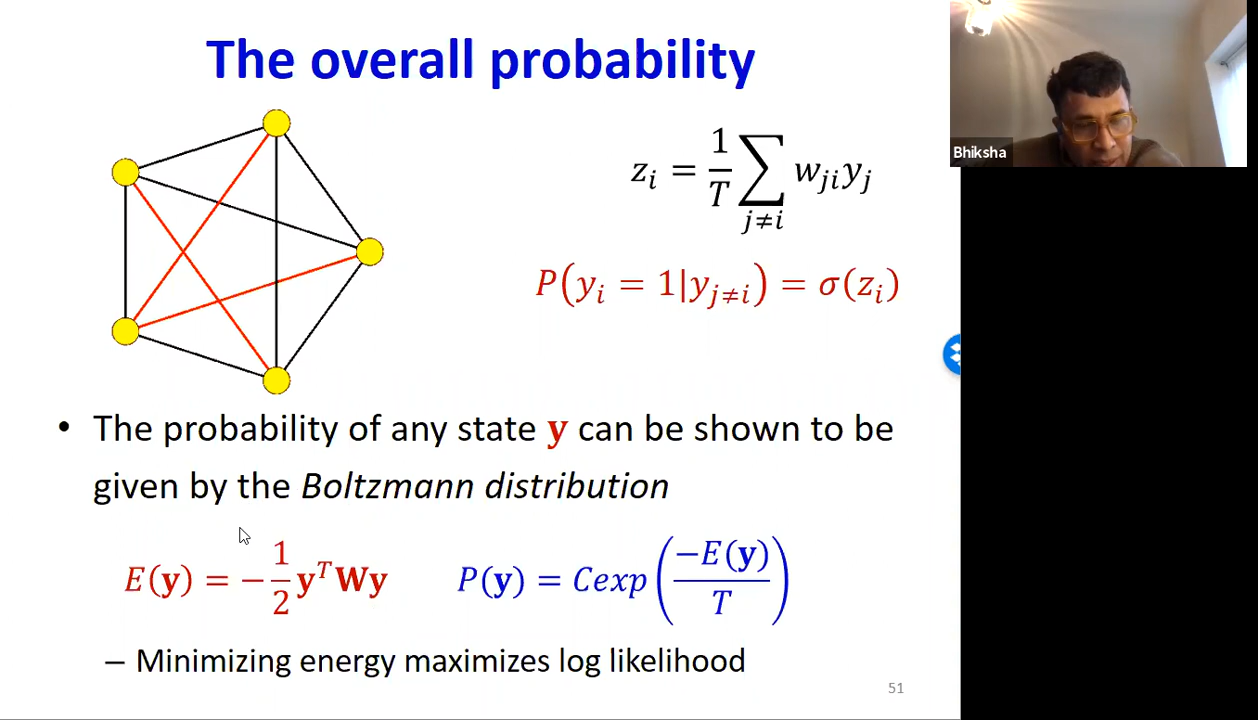 The overall probability
z_i = \frac{1}{T} \sum_{j \neq i} w_{ji} y_j
P(y_i = 1|y_{j \neq i}) = σ(z_i)
Bhiksha
• The probability of any state y can be shown to be
given by the Boltzmann distribution
E(y) = -\frac{1}{2} y^T W y
P(y) = Cexp\left(\frac{-E(y)}{T}\right)
– Minimizing energy maximizes log likelihood
51